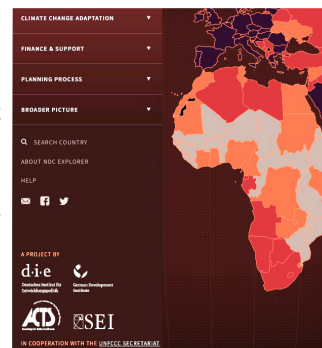 CLIMATE CHANGE ADAPTATION
FINANCE & SUPPORT
PLANNING PROCESS
BROADER PICTURE
SEARCH COUNTRY
ABOUT NDC EXPLORER
HELP
A PROJECT BY
d·i·e
Deutsches Institut für
Entwicklungspolitik
German Development
Institute
ACTS
SEI
IN COOPERATION WITH THE UNFCCC SECRETARIAT